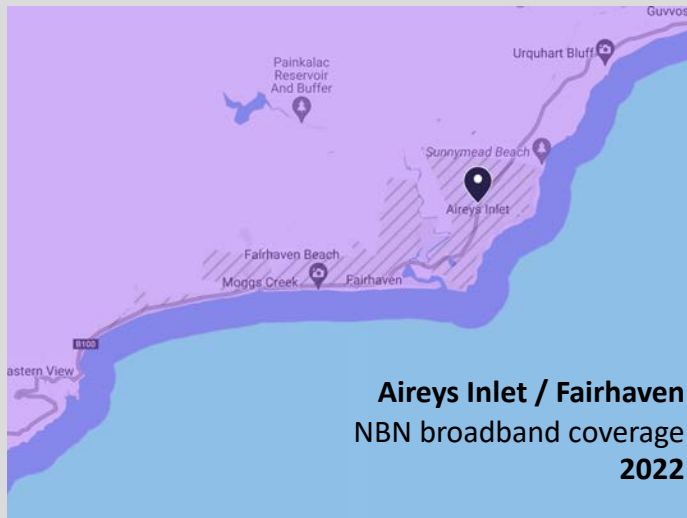 Guvvos
Urquhart Bluff
Painkalac
Reservoir
And Buffer
Sunnymead Beach
Aireys Inlet
Fairhaven Beach
Moggs Creek
Fairhaven
B100
astern View
Aireys Inlet / Fairhaven
NBN broadband coverage
2022